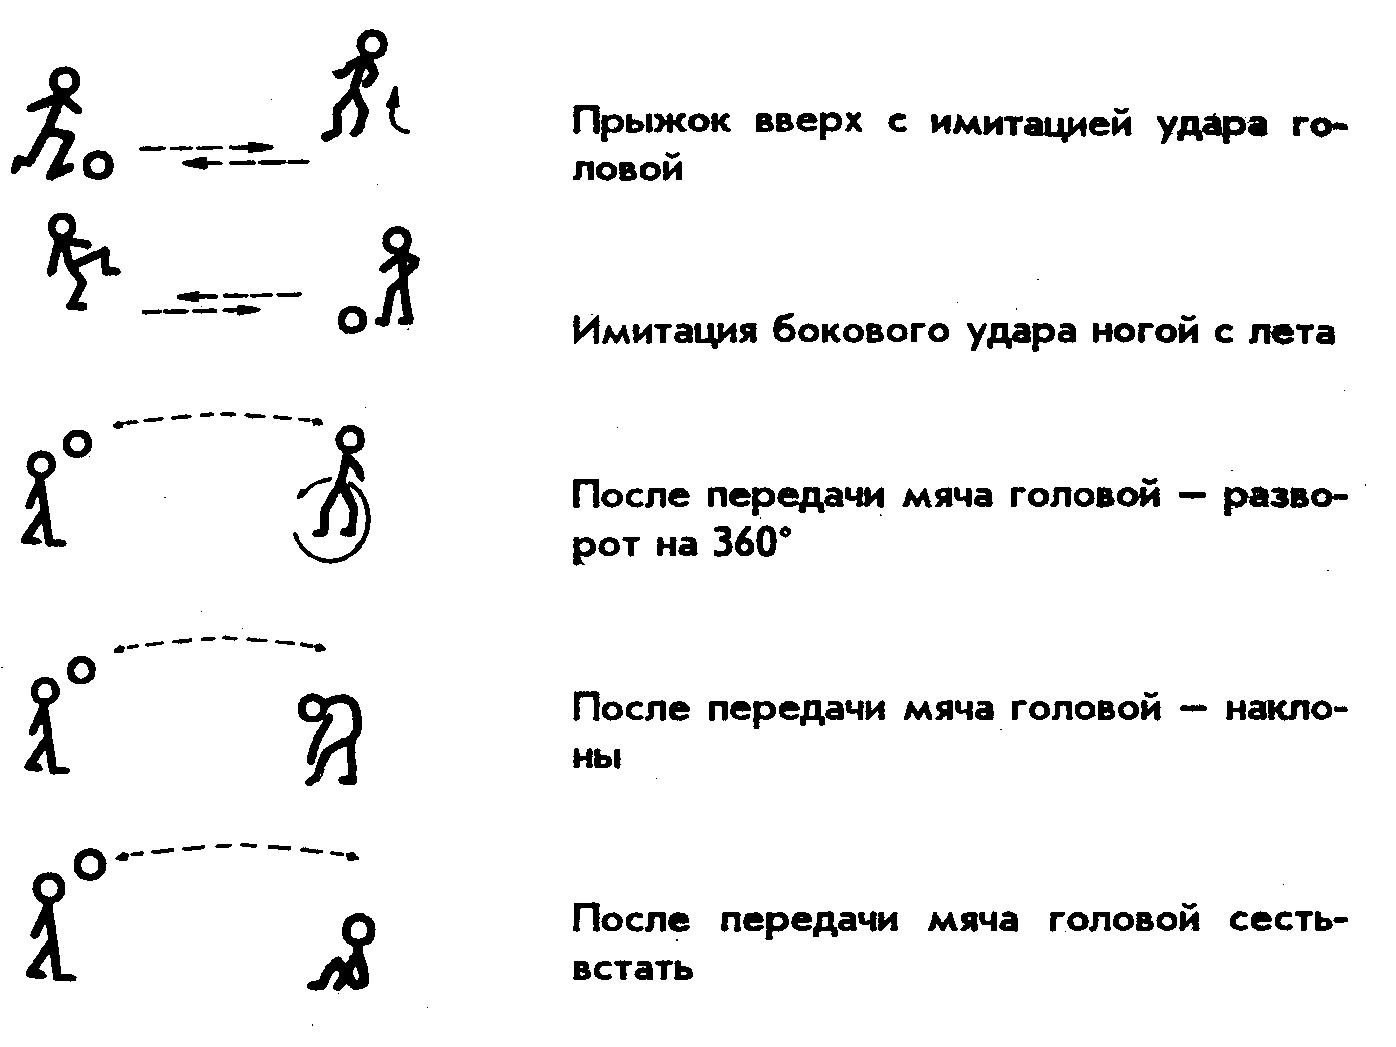 Прыжок вверх с имитацией удара го-
ловой
Имитация бокового удара ногой с лета
После передачи мяча головой — разво-
рот на 360°
После передачи мяча головой — накло-
ны
После передачи мяча головой сесть-
встать